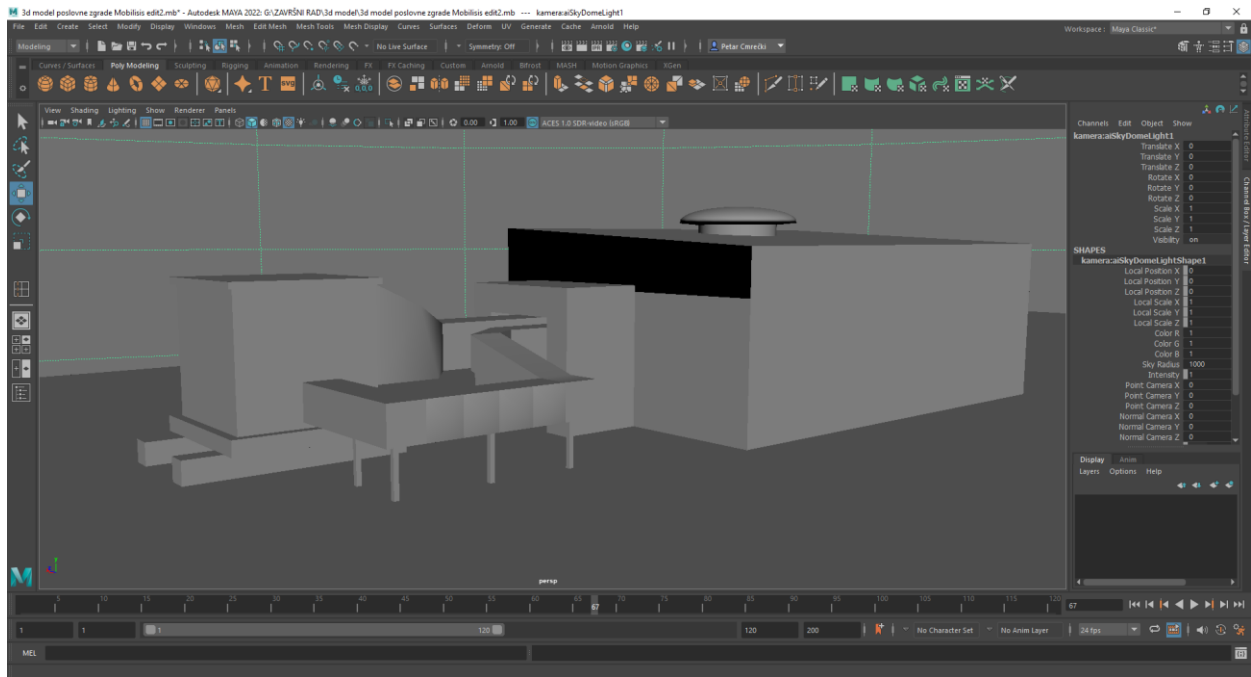 3d model poslovne zgrade Mobilisis edit2.mb* - Autodesk MAYA 2022: G:\ZAVRŠNI RAD\3d model\3d model poslovne zgrade Mobilisis edit2.mb --- kamera:aiSkyDomeLight1
File Edit Create Select Modify Display Windows Mesh Edit Mesh Mesh Tools Mesh Display Curves Surfaces Deform UV Generate Cache Arnold Help
Workspace: Maya Classic*
Modeling No Live Surface Symmetry: Off Petar Cmrečki
Curves / Surfaces Poly Modeling Sculpting Rigging Animation Rendering FX FX Caching Custom Arnold Bifrost MASH Motion Graphics XGen
View Shading Lighting Show Renderer Panels
0.00 1.00 ACES 1.0 SDR-video (sRGB)
Channels Edit Object Show
kamera:aiSkyDomeLight1
Translate X 0
Translate Y 0
Translate Z 0
Rotate X 0
Rotate Y 0
Rotate Z 0
Scale X 1
Scale Y 1
Scale Z 1
Visibility on
SHAPES
kamera:aiSkyDomeLightShape1
Local Position X 0
Local Position Y 0
Local Position Z 0
Local Scale X 1
Local Scale Y 1
Local Scale Z 1
Color R 1
Color G 1
Color B 1
Sky Radius 1000
Intensity 1
Point Camera X 0
Point Camera Y 0
Point Camera Z 0
Normal Camera X 0
Normal Camera Y 0
Normal Camera Z 0
Attribute Editor
Channel Box / Layer Editor
Display Anim
Layers Options Help
persp
5 10 15 20 25 30 35 40 45 50 55 60 65 67 70 75 80 85 90 95 100 105 110 115 120 67
1 1 1 120 120 200 No Character Set No Anim Layer 24 fps
MEL